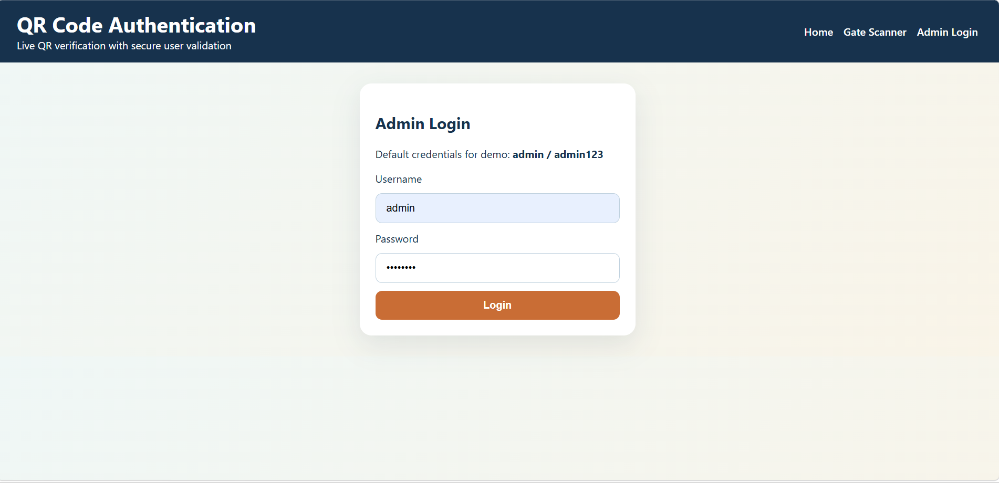 QR Code Authentication
Live QR verification with secure user validation
Home Gate Scanner Admin Login
Admin Login
Default credentials for demo: admin / admin123
Username
admin
Password
••••••••
Login